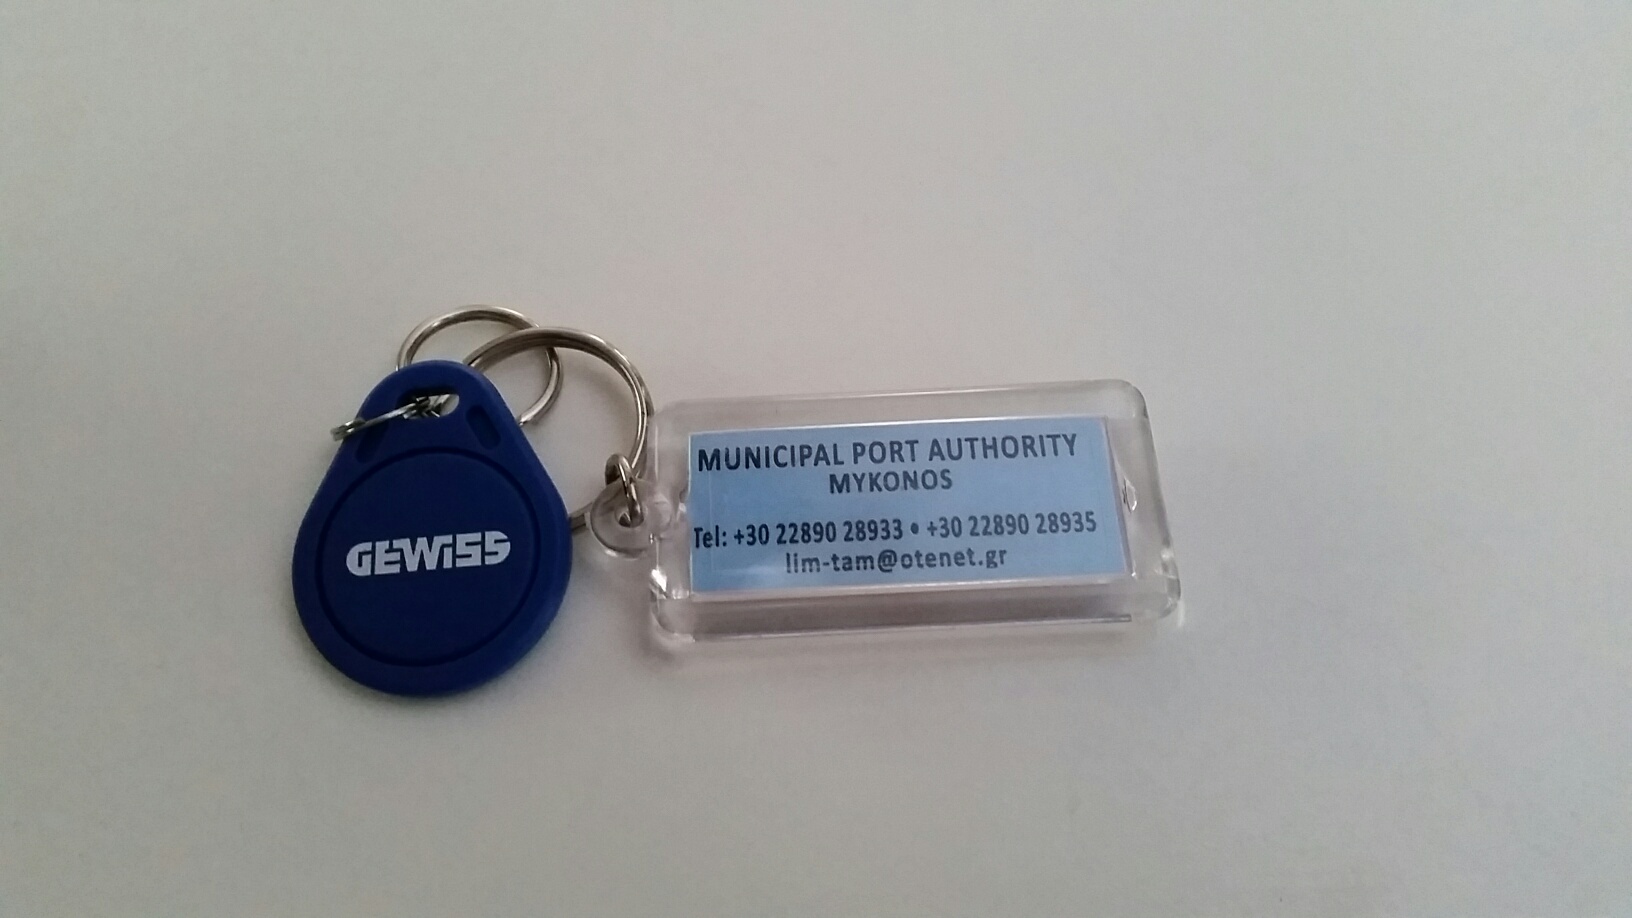 GEWISS
MUNICIPAL PORT AUTHORITY
MYKONOS
Tel: +30 22890 28933 • +30 22890 28935
lim-tam@otenet.gr